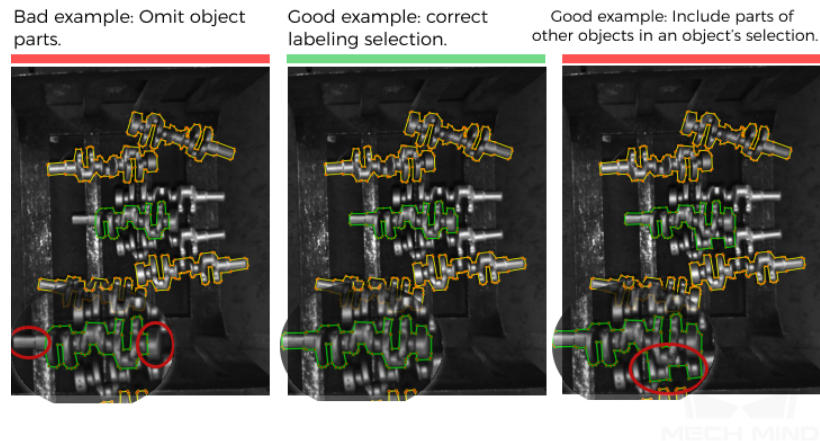 Bad example: Omit object
parts.
Good example: correct
labeling selection.
Good example: Include parts of
other objects in an object's selection.
MECH MIND